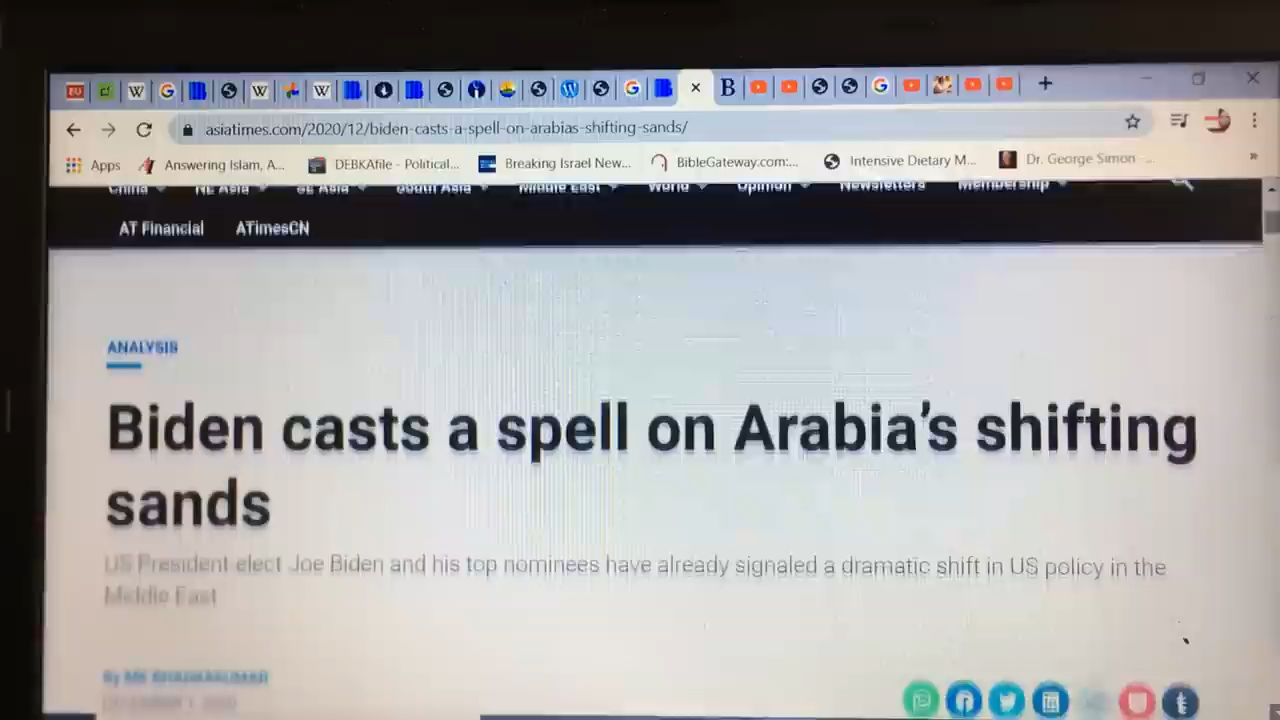 asiatimes.com/2020/12/biden-casts-a-spell-on-arabias-shifting-sands/
Apps Answering Islam, A... DEBKAfile - Political... Breaking Israel New... BibleGateway.com:... Intensive Dietary M... Dr. George Simon - ...
China NE Asia SE Asia South Asia Middle East World Opinion Newsletters Membership
AT Financial ATimesCN
ANALYSIS
Biden casts a spell on Arabia's shifting
sands
US President elect Joe Biden and his top nominees have already signaled a dramatic shift in US policy in the
Middle East
By MK BHADRAKUMAR